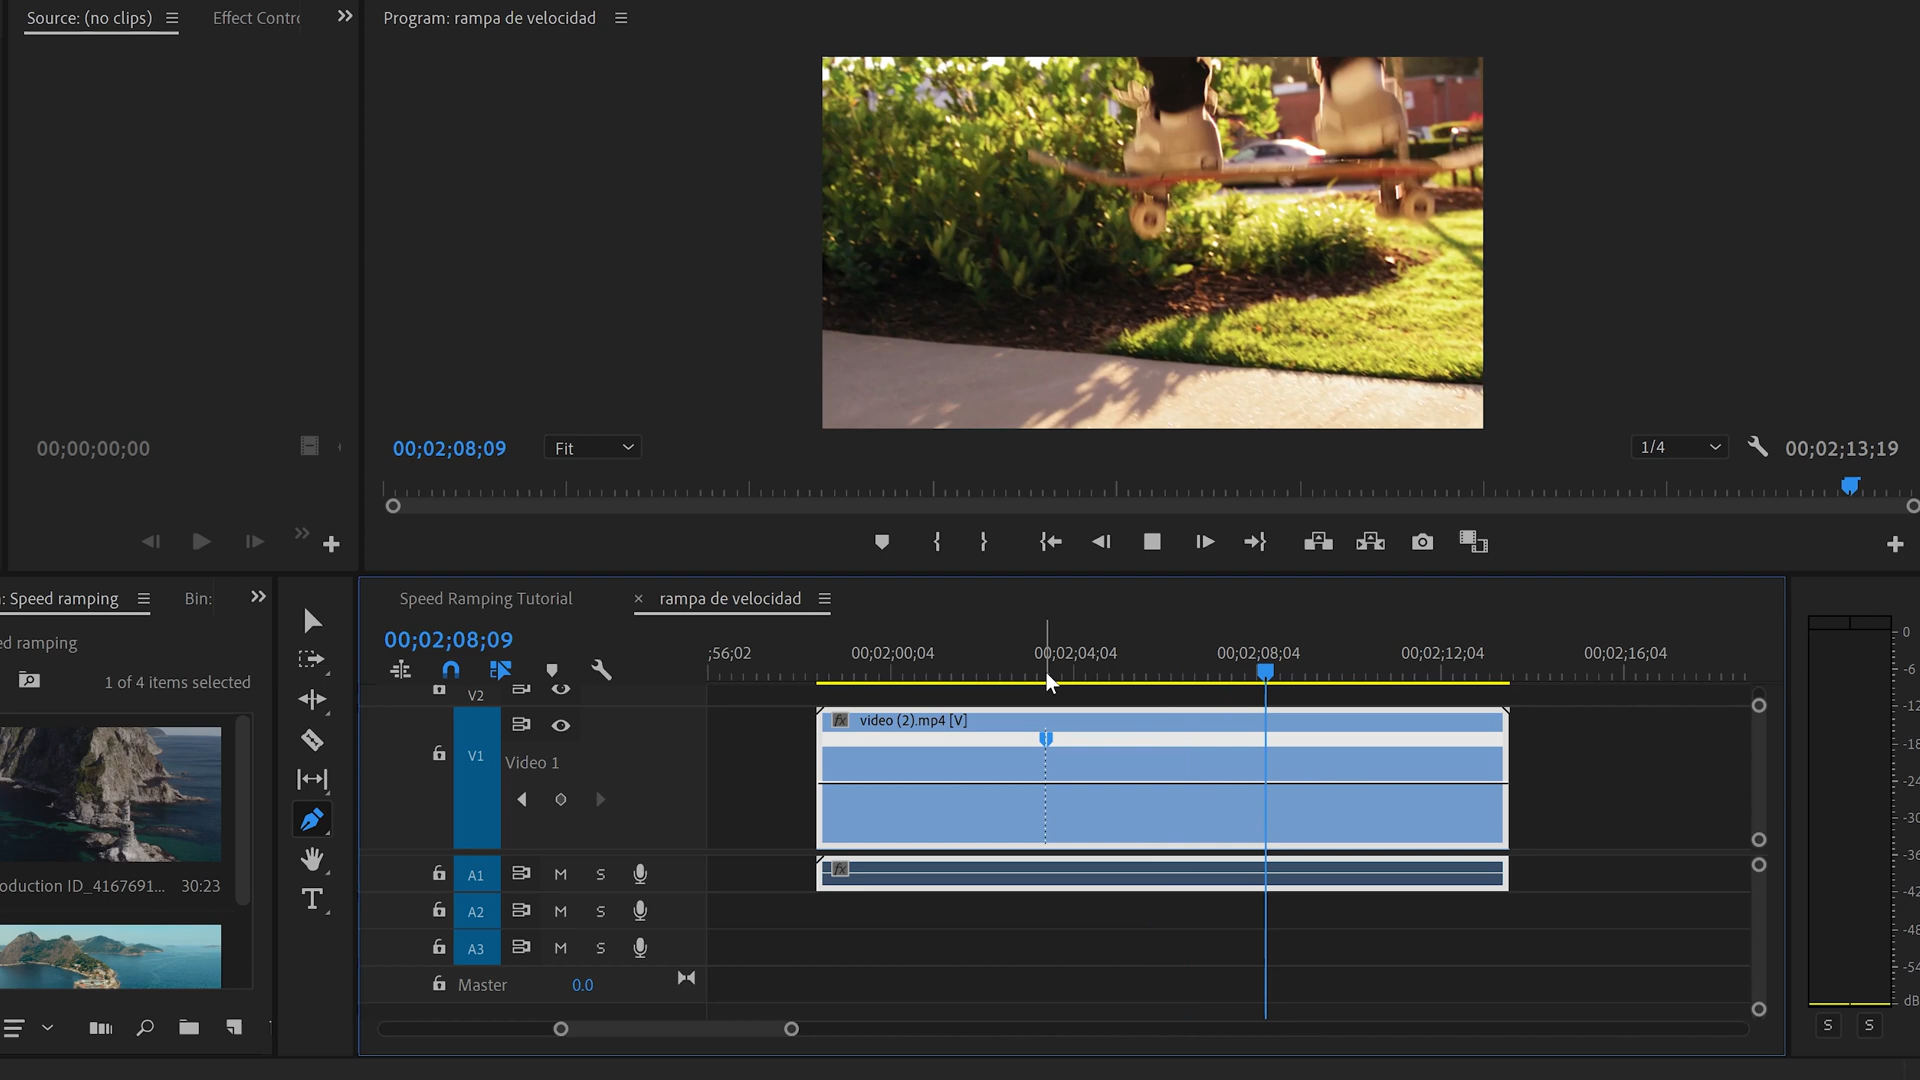 Source: (no clips)
Effect Contro
Program: rampa de velocidad
00;00;00;00
00;02;08;09
Fit
1/4
00;02;13;19
: Speed ramping
Bin:
ed ramping
1 of 4 items selected
oduction ID_4167691...
30:23
Speed Ramping Tutorial
× rampa de velocidad
00;02;08;09
;56;02
00;02;00;04
00;02;04;04
00;02;08;04
00;02;12;04
00;02;16;04
V2
fx video (2).mp4 [V]
V1
Video 1
A1 M S
fx
A2 M S
A3 M S
Master
0.0
T
0
-6
-12
-18
-24
-30
-36
-42
-48
-54
dB
S S